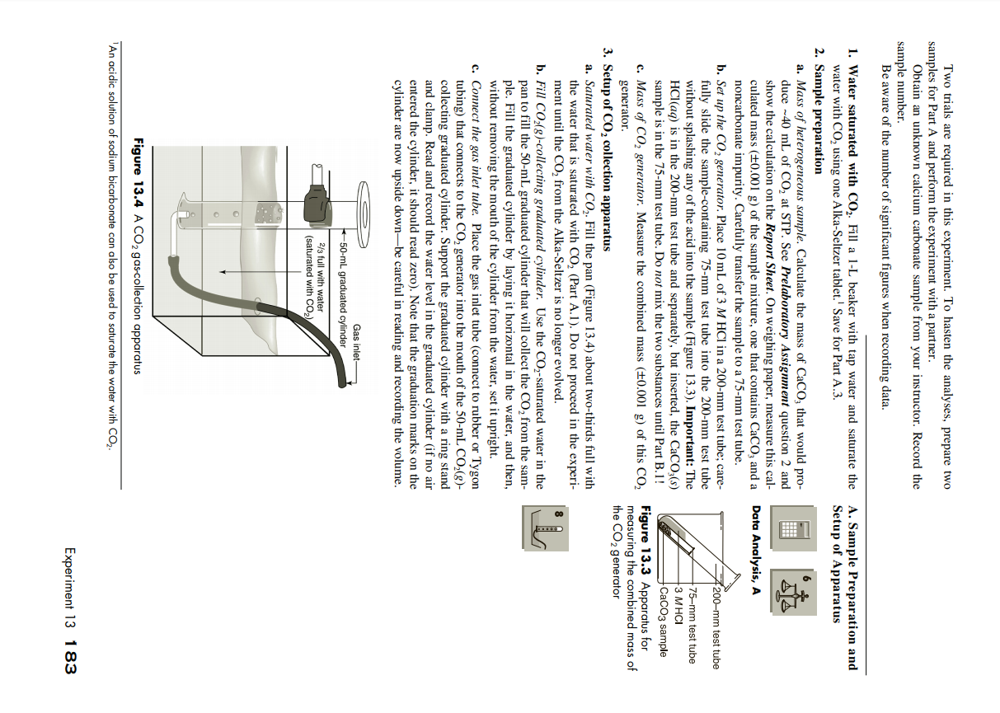 Two trials are required in this experiment. To hasten the analyses, prepare two
samples for Part A and perform the experiment with a partner.
Obtain an unknown calcium carbonate sample from your instructor. Record the
sample number.
Be aware of the number of significant figures when recording data.
A. Sample Preparation and
Setup of Apparatus
1. Water saturated with CO₂. Fill a 1-L beaker with tap water and saturate the
water with CO₂ using one Alka-Seltzer tablet.¹ Save for Part A.3.
2. Sample preparation
6
Data Analysis, A
a. Mass of heterogeneous sample. Calculate the mass of CaCO₃ that would pro-
duce ~40 mL of CO₂ at STP. See Prelaboratory Assignment question 2 and
show the calculation on the Report Sheet. On weighing paper, measure this cal-
culated mass (±0.001 g) of the sample mixture, one that contains CaCO₃ and a
noncarbonate impurity. Carefully transfer the sample to a 75-mm test tube.
b. Set up the CO₂ generator. Place 10 mL of 3 M HCl in a 200-mm test tube; care-
fully slide the sample-containing 75-mm test tube into the 200-mm test tube
without splashing any of the acid into the sample (Figure 13.3). Important: The
HCl(aq) is in the 200-mm test tube and separately, but inserted, the CaCO₃(s)
sample is in the 75-mm test tube. Do not mix the two substances until Part B.1!
c. Mass of CO₂ generator. Measure the combined mass (±0.001 g) of this CO₂
generator.
200–mm test tube
75–mm test tube
3 M HCl
CaCO3 sample
Figure 13.3 Apparatus for
measuring the combined mass of
the CO₂ generator
3. Setup of CO₂ collection apparatus
a. Saturated water with CO₂. Fill the pan (Figure 13.4) about two-thirds full with
the water that is saturated with CO₂ (Part A.1). Do not proceed in the experi-
ment until the CO₂ from the Alka-Seltzer is no longer evolved.
b. Fill CO₂(g)-collecting graduated cylinder. Use the CO₂-saturated water in the
pan to fill the 50-mL graduated cylinder that will collect the CO₂ from the sam-
ple. Fill the graduated cylinder by laying it horizontal in the water, and then,
without removing the mouth of the cylinder from the water, set it upright.
8
c. Connect the gas inlet tube. Place the gas inlet tube (connect to rubber or Tygon
tubing) that connects to the CO₂ generator into the mouth of the 50-mL CO₂(g)-
collecting graduated cylinder. Support the graduated cylinder with a ring stand
and clamp. Read and record the water level in the graduated cylinder (if no air
entered the cylinder, it should read zero). Note that the graduation marks on the
cylinder are now upside down—be careful in reading and recording the volume.
Gas inlet
50-mL graduated cylinder
2/3 full with water
(saturated with CO₂)
Figure 13.4 A CO₂ gas-collection apparatus
¹An acidic solution of sodium bicarbonate can also be used to saturate the water with CO₂.
Experiment 13 183